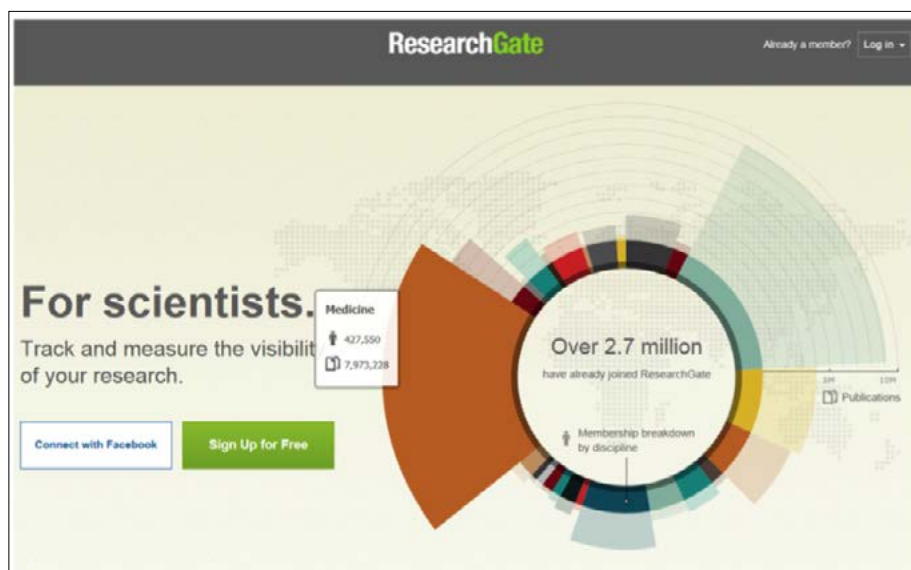 ResearchGate
Already a member? Log in
For scientists.
Track and measure the visibilit
of your research.
Connect with Facebook
Sign Up for Free
Medicine
427,550
7,973,228
Over 2.7 million
have already joined ResearchGate
Membership breakdown
by discipline
5M 10M
Publications